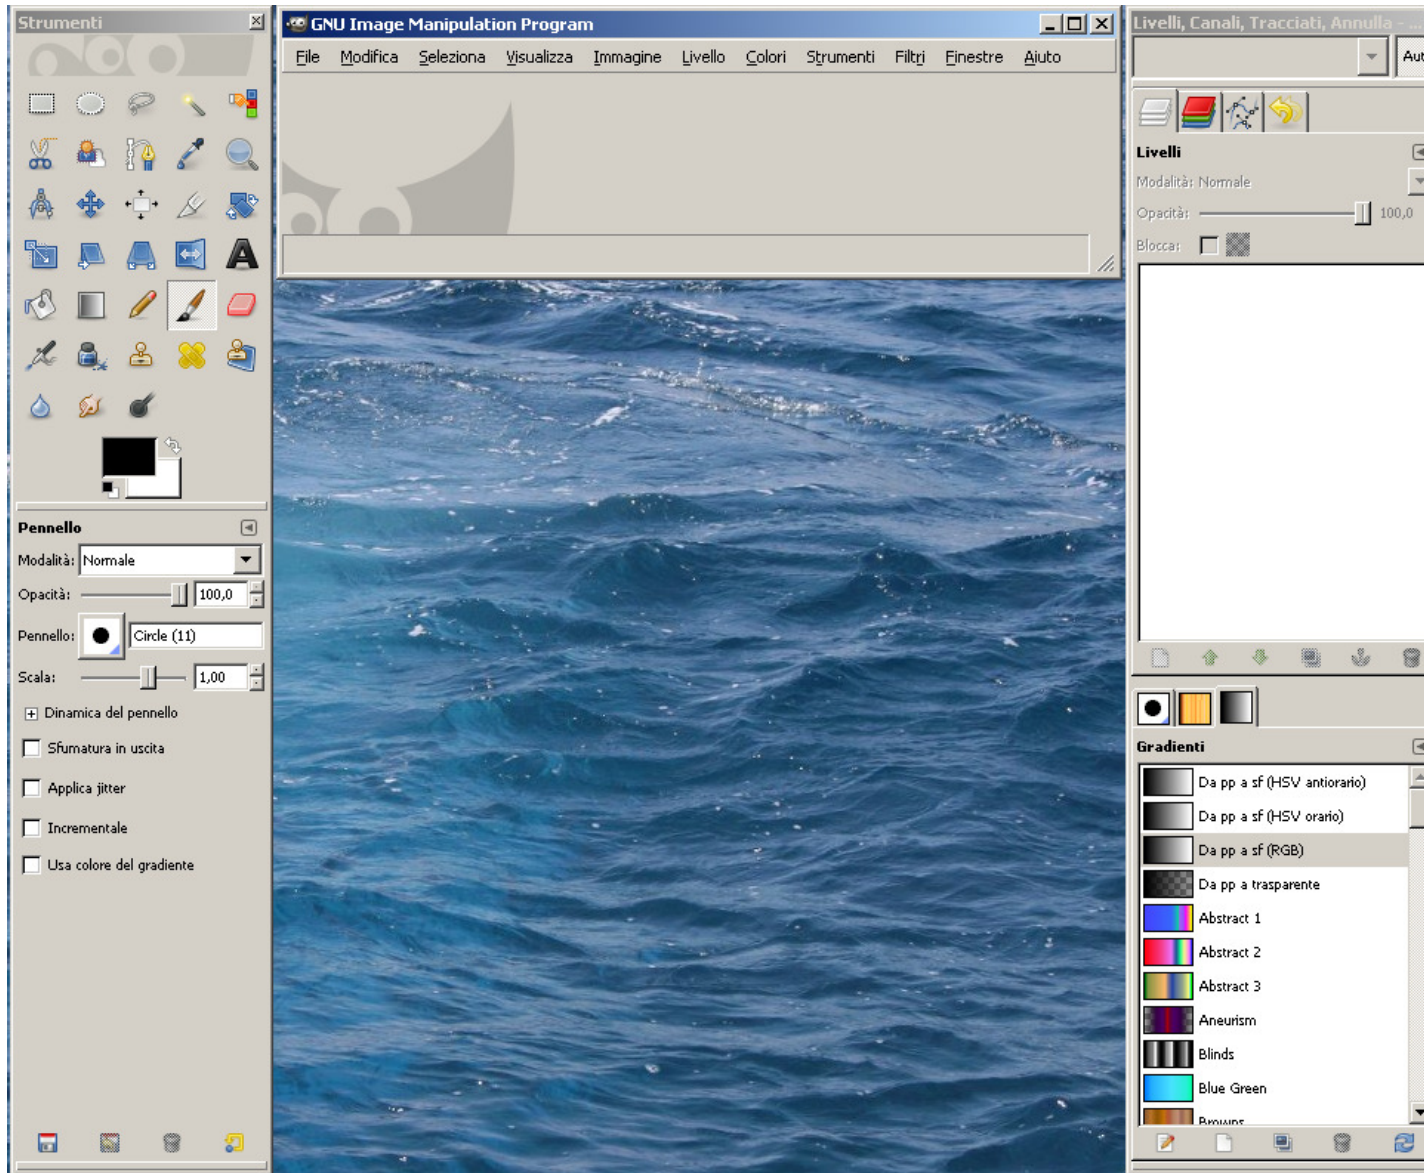 Strumenti
GNU Image Manipulation Program
File Modifica Seleziona Visualizza Immagine Livello Colori Strumenti Filtri Finestre Aiuto
Pennello
Modalità: Normale
Opacità: 100,0
Pennello: Circle (11)
Scala: 1,00
Dinamica del pennello
Sfumatura in uscita
Applica jitter
Incrementale
Usa colore del gradiente
Livelli, Canali, Tracciati, Annulla - ...
Aut
Livelli
Modalità: Normale
Opacità: 100,0
Blocca:
Gradienti
Da pp a sf (HSV antiorario)
Da pp a sf (HSV orario)
Da pp a sf (RGB)
Da pp a trasparente
Abstract 1
Abstract 2
Abstract 3
Aneurism
Blinds
Blue Green
Browns